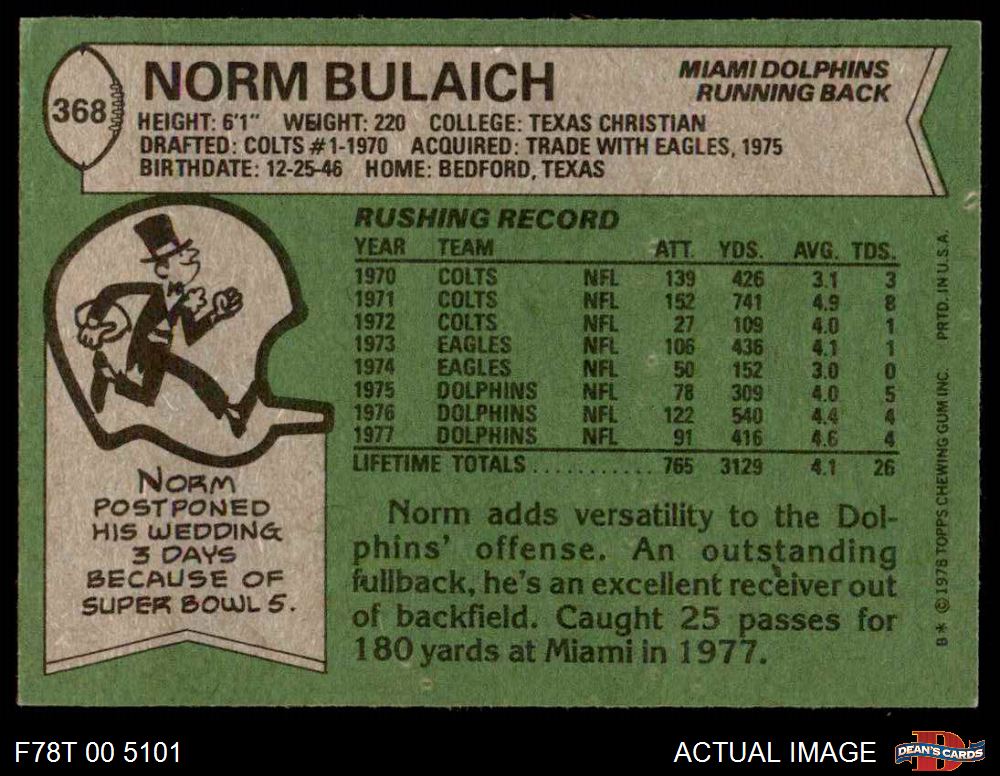 368
NORM BULAICH
MIAMI DOLPHINS
RUNNING BACK
HEIGHT: 6'1" WEIGHT: 220 COLLEGE: TEXAS CHRISTIAN
DRAFTED: COLTS #1-1970 ACQUIRED: TRADE WITH EAGLES, 1975
BIRTHDATE: 12-25-46 HOME: BEDFORD, TEXAS
RUSHING RECORD
YEAR TEAM ATT. YDS. AVG. TDS.
1970 COLTS NFL 139 426 3.1 3
1971 COLTS NFL 152 741 4.9 8
1972 COLTS NFL 27 109 4.0 1
1973 EAGLES NFL 106 436 4.1 1
1974 EAGLES NFL 50 152 3.0 0
1975 DOLPHINS NFL 78 309 4.0 5
1976 DOLPHINS NFL 122 540 4.4 4
1977 DOLPHINS NFL 91 416 4.6 4
LIFETIME TOTALS ............ 765 3129 4.1 26
NORM
POSTPONED
HIS WEDDING
3 DAYS
BECAUSE OF
SUPER BOWL 5.
Norm adds versatility to the Dol-
phins' offense. An outstanding
fullback, he's an excellent receiver out
of backfield. Caught 25 passes for
180 yards at Miami in 1977.
B* © 1978 TOPPS CHEWING GUM INC. PRTD. IN U.S.A.
F78T 00 5101
ACTUAL IMAGE
DEAN'S CARDS